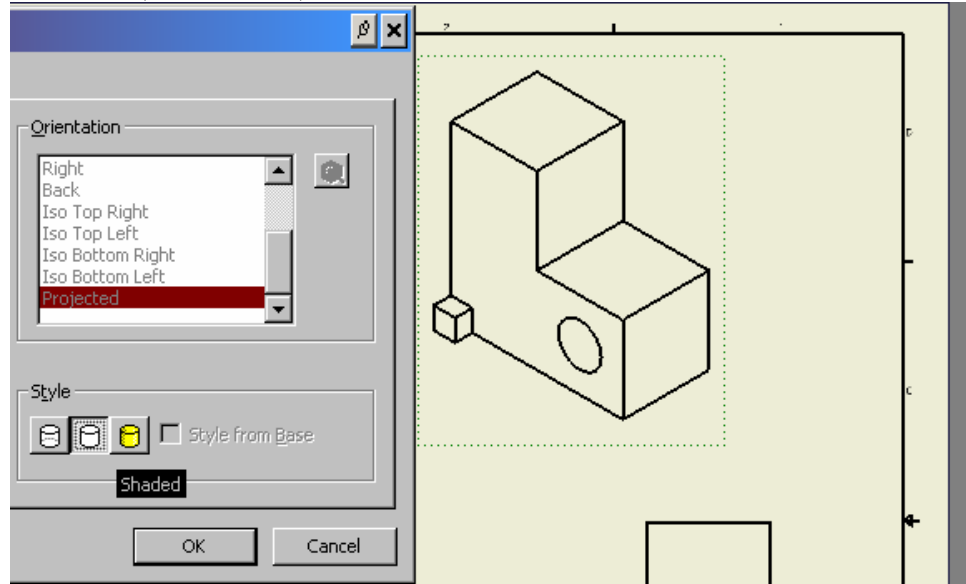 2
Orientation
Right
Back
Iso Top Right
Iso Top Left
Iso Bottom Right
Iso Bottom Left
Projected
D
Style
Style from Base
C
Shaded
OK
Cancel